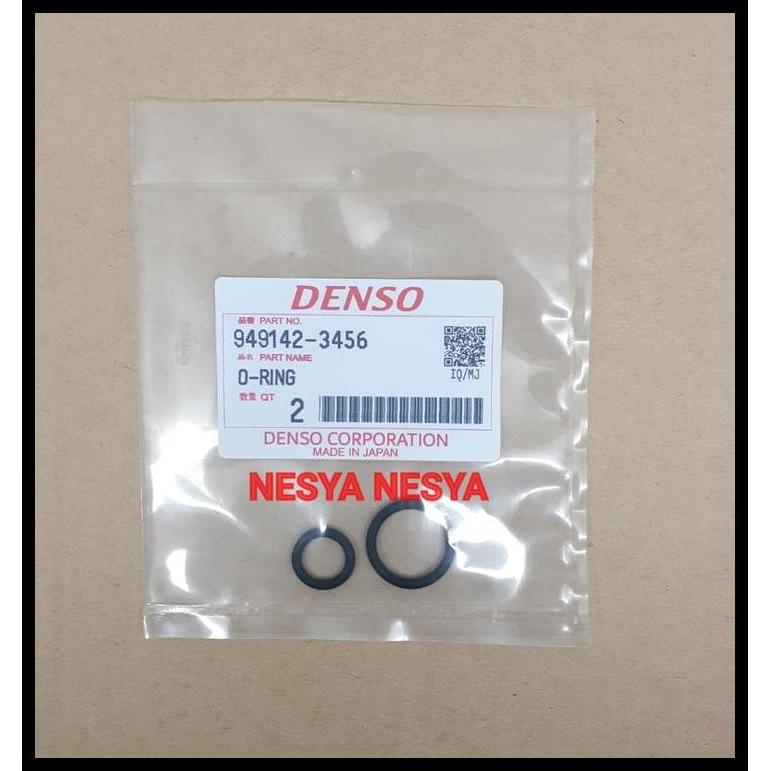 DENSO
品番 PART NO.
949142-3456
品名 PART NAME
O-RING
IQ/MJ
数量 QT
2
DENSO CORPORATION
MADE IN JAPAN
NESYA NESYA